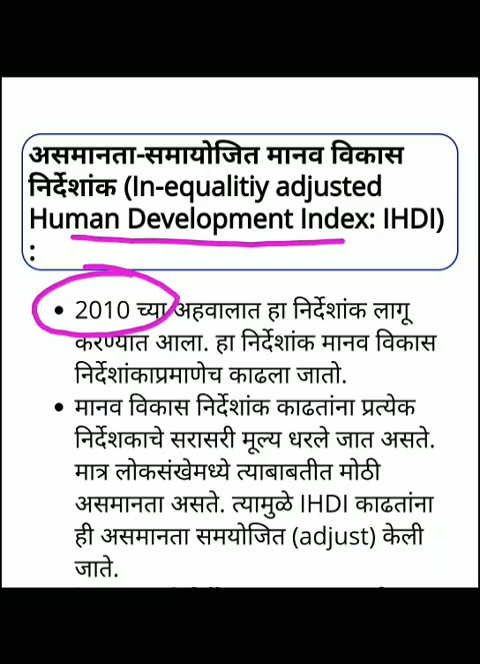 असमानता-समायोजित मानव विकास
निर्देशांक (In-equalitiy adjusted
Human Development Index: IHDI)
:
• 2010 च्या अहवालात हा निर्देशांक लागू
करण्यात आला. हा निर्देशांक मानव विकास
निर्देशांकाप्रमाणेच काढला जातो.
• मानव विकास निर्देशांक काढतांना प्रत्येक
निर्देशकाचे सरासरी मूल्य धरले जात असते.
मात्र लोकसंखेमध्ये त्याबाबतीत मोठी
असमानता असते. त्यामुळे IHDI काढतांना
ही असमानता समयोजित (adjust) केली
जाते.